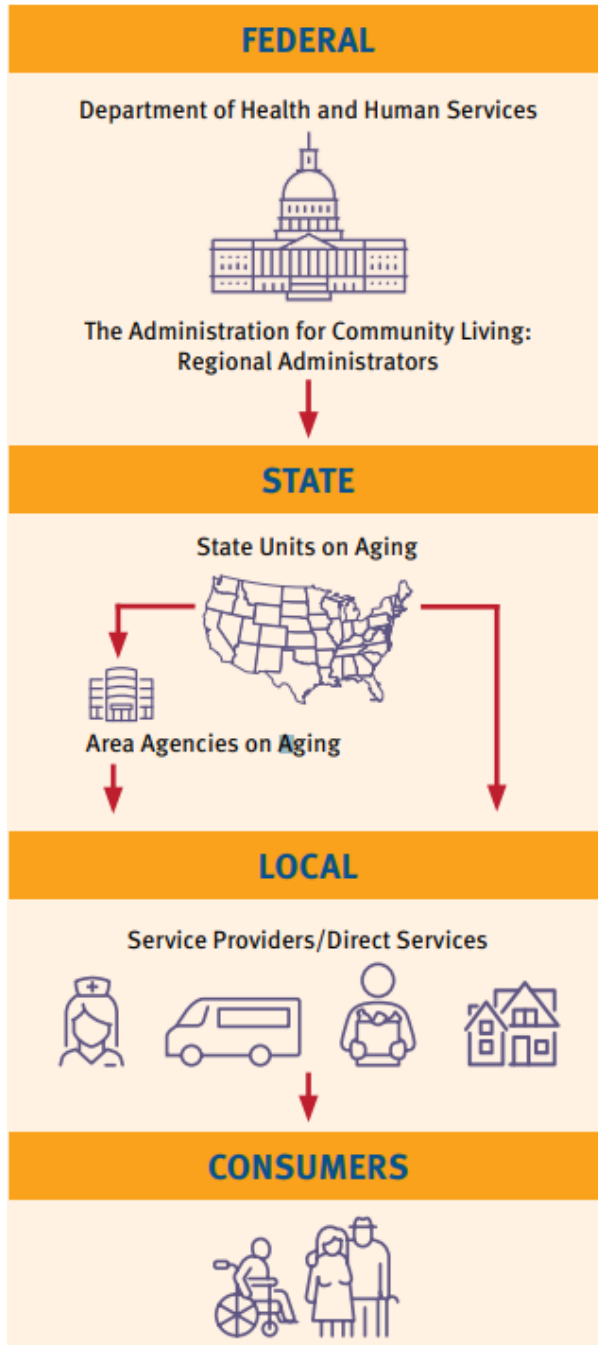 FEDERAL
Department of Health and Human Services
The Administration for Community Living:
Regional Administrators
STATE
State Units on Aging
Area Agencies on Aging
LOCAL
Service Providers/Direct Services
CONSUMERS